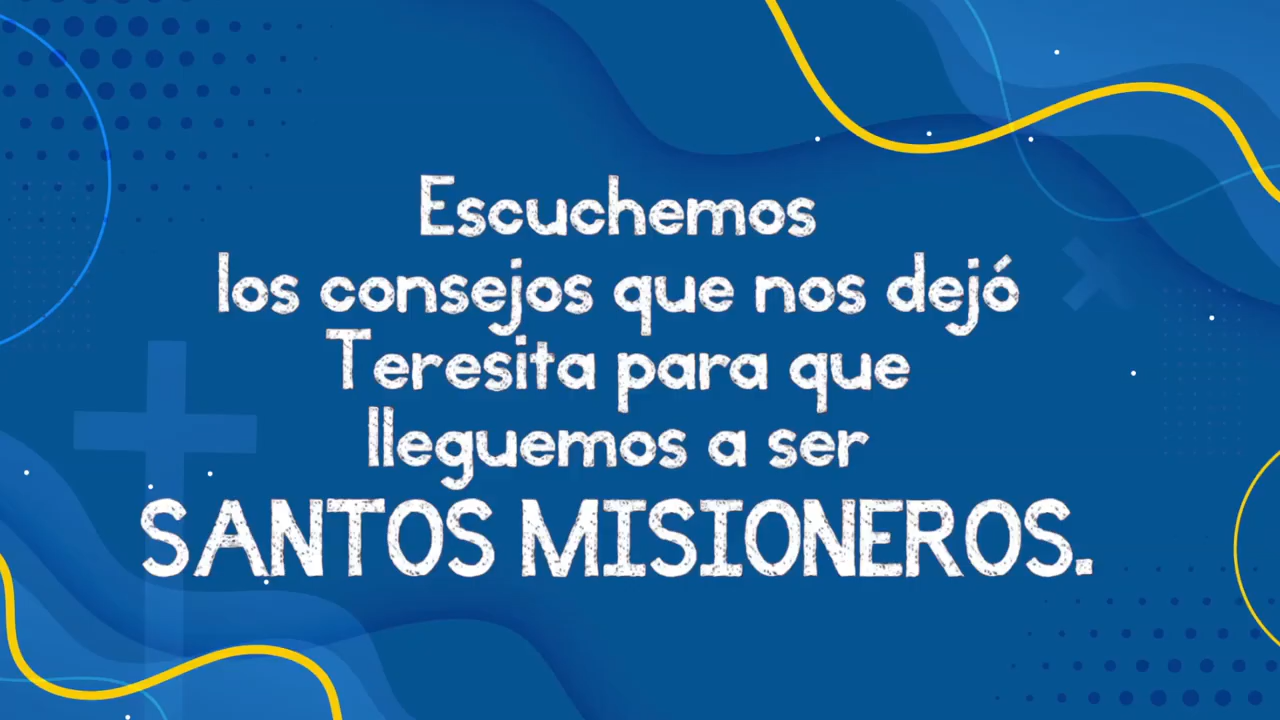 Escuchemos
los consejos que nos dejó
Teresita para que
lleguemos a ser
SANTOS MISIONEROS.